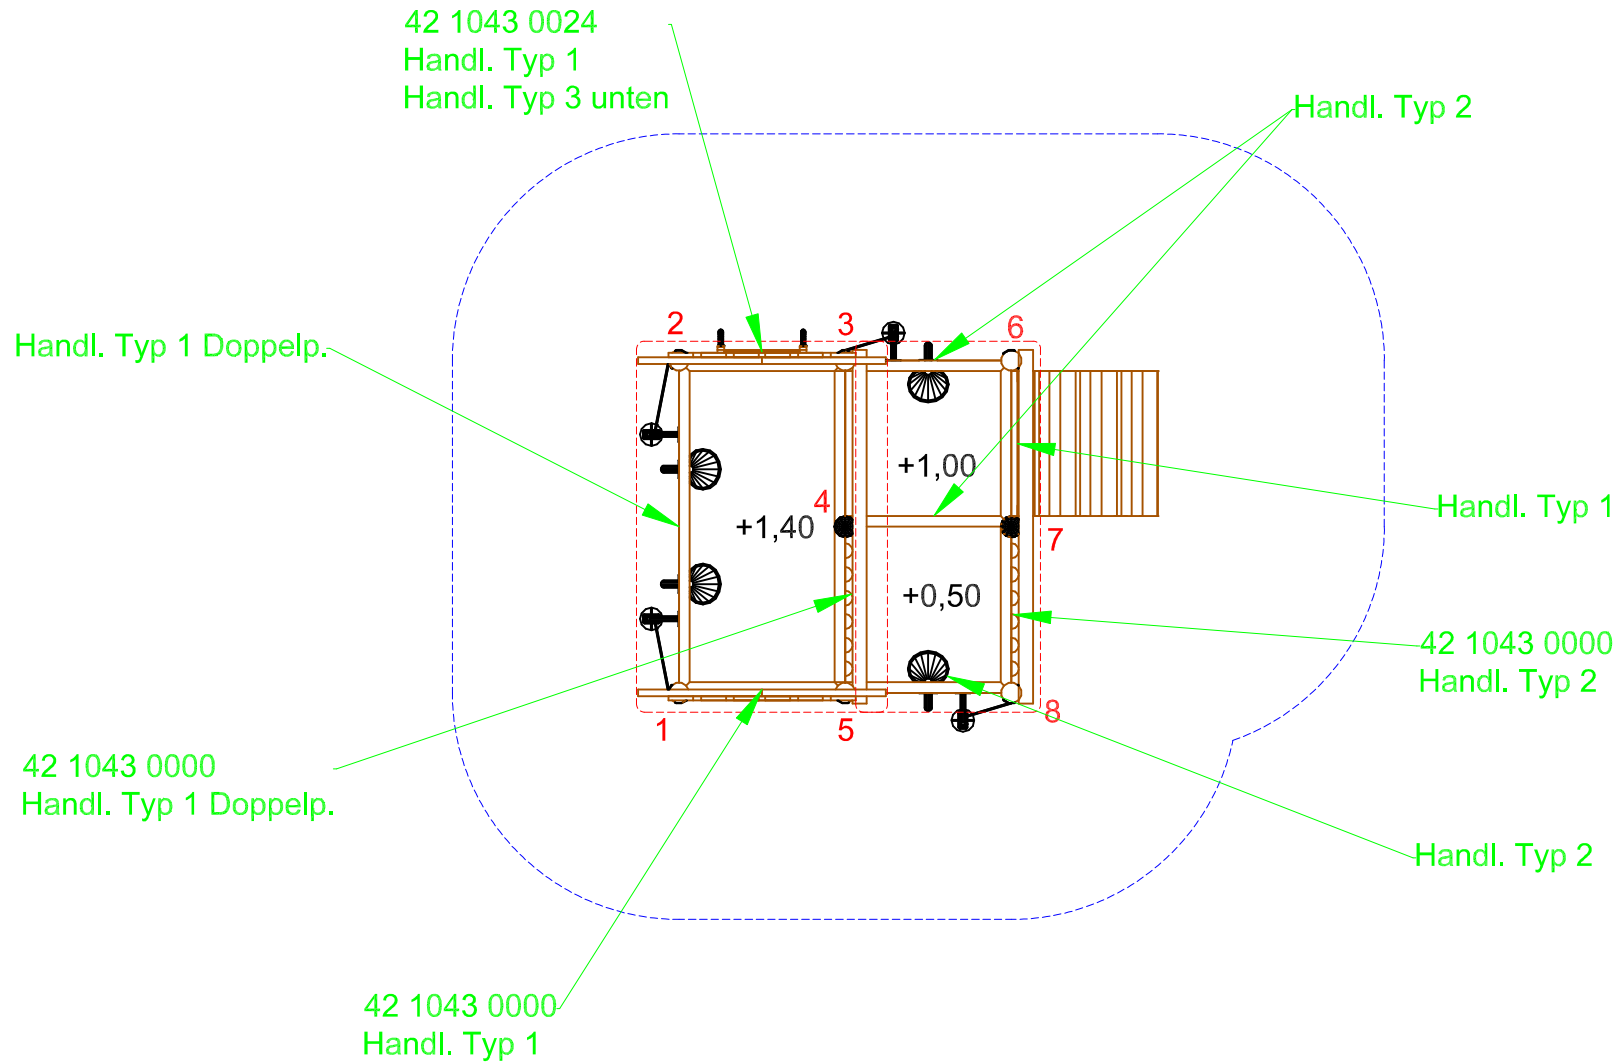 42 1043 0024
Handl. Typ 1
Handl. Typ 3 unten
Handl. Typ 2
2
3
6
Handl. Typ 1 Doppelp.
+1,00
4
+1,40
Handl. Typ 1
7
+0,50
42 1043 0000
Handl. Typ 2
8
1
5
42 1043 0000
Handl. Typ 1 Doppelp.
Handl. Typ 2
42 1043 0000
Handl. Typ 1